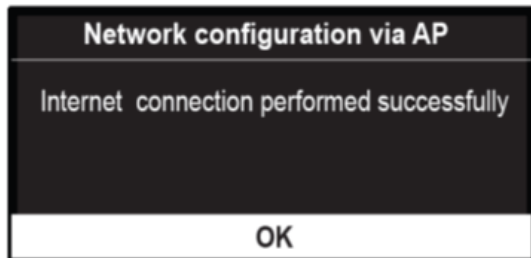 Network configuration via AP
Internet connection performed successfully
OK